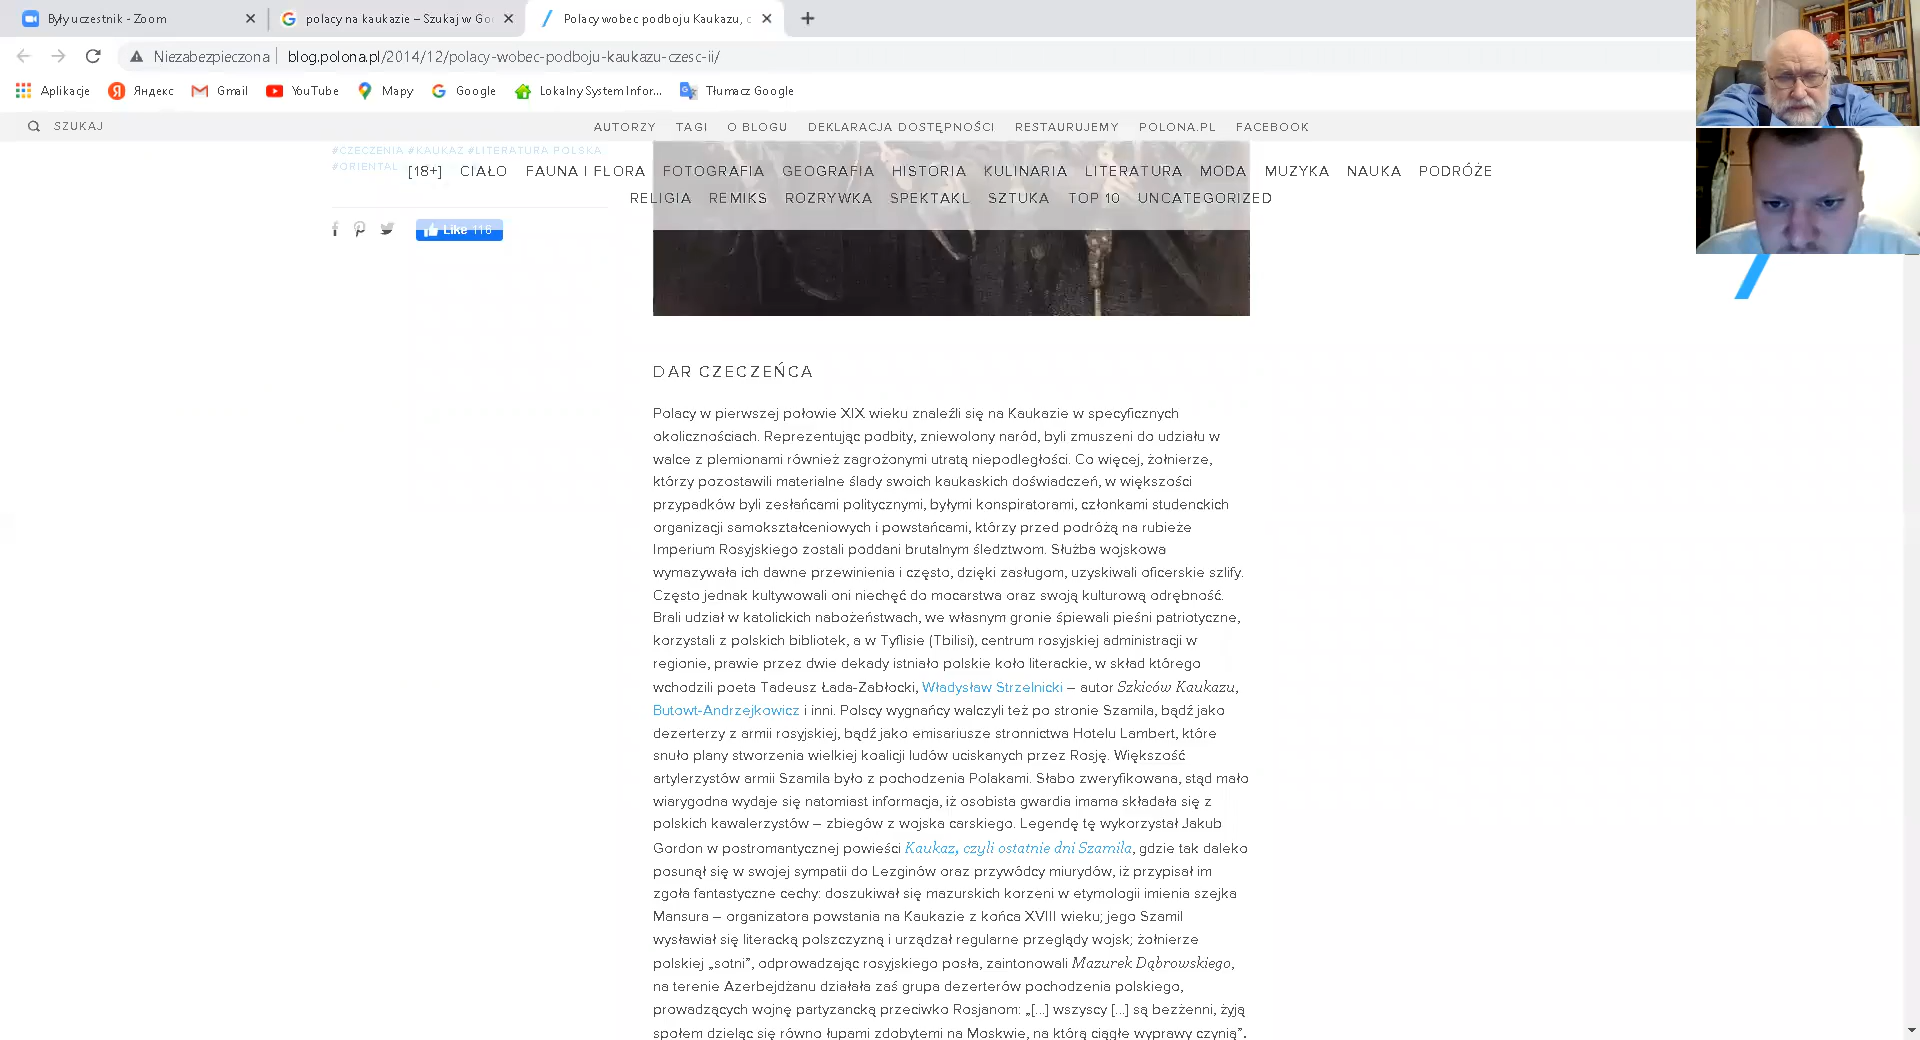 Były uczestnik - Zoom
polacy na kaukazie – Szukaj w Go
Polacy wobec podboju Kaukazu, c
Niezabezpieczona
blog.polona.pl/2014/12/polacy-wobec-podboju-kaukazu-czesc-ii/
Aplikacje
Яндекс
Gmail
YouTube
Mapy
Google
Lokalny System Infor...
Tłumacz Google
SZUKAJ
AUTORZY TAGI O BLOGU DEKLARACJA DOSTĘPNOŚCI RESTAURUJEMY POLONA.PL FACEBOOK
#CZECZENIA #KAUKAZ #LITERATURA POLSKA
#ORIENTAL
[18+] CIAŁO FAUNA I FLORA FOTOGRAFIA GEOGRAFIA HISTORIA KULINARIA LITERATURA MODA MUZYKA NAUKA PODRÓŻE
RELIGIA REMIKS ROZRYWKA SPEKTAKL SZTUKA TOP 10 UNCATEGORIZED
Like 116
DAR CZECZEŃCA
Polacy w pierwszej połowie XIX wieku znaleźli się na Kaukazie w specyficznych
okolicznościach. Reprezentując podbity, zniewolony naród, byli zmuszeni do udziału w
walce z plemionami również zagrożonymi utratą niepodległości. Co więcej, żołnierze,
którzy pozostawili materialne ślady swoich kaukaskich doświadczeń, w większości
przypadków byli zesłańcami politycznymi, byłymi konspiratorami, członkami studenckich
organizacji samokształceniowych i powstańcami, którzy przed podróżą na rubieże
Imperium Rosyjskiego zostali poddani brutalnym śledztwom. Służba wojskowa
wymazywała ich dawne przewinienia i często, dzięki zasługom, uzyskiwali oficerskie szlify.
Często jednak kultywowali oni niechęć do mocarstwa oraz swoją kulturową odrębność.
Brali udział w katolickich nabożeństwach, we własnym gronie śpiewali pieśni patriotyczne,
korzystali z polskich bibliotek, a w Tyflisie (Tbilisi), centrum rosyjskiej administracji w
regionie, prawie przez dwie dekady istniało polskie koło literackie, w skład którego
wchodzili poeta Tadeusz Łada-Zabłocki, Władysław Strzelnicki – autor Szkiców Kaukazu,
Butowt-Andrzejkowicz i inni. Polscy wygnańcy walczyli też po stronie Szamila, bądź jako
dezerterzy z armii rosyjskiej, bądź jako emisariusze stronnictwa Hotelu Lambert, które
snuło plany stworzenia wielkiej koalicji ludów uciskanych przez Rosję. Większość
artylerzystów armii Szamila było z pochodzenia Polakami. Słabo zweryfikowana, stąd mało
wiarygodna wydaje się natomiast informacja, iż osobista gwardia imama składała się z
polskich kawalerzystów – zbiegów z wojska carskiego. Legendę tę wykorzystał Jakub
Gordon w postromantycznej powieści Kaukaz, czyli ostatnie dni Szamila, gdzie tak daleko
posunął się w swojej sympatii do Lezginów oraz przywódcy miurydów, iż przypisał im
zgoła fantastyczne cechy: doszukiwał się mazurskich korzeni w etymologii imienia szejka
Mansura – organizatora powstania na Kaukazie z końca XVIII wieku; jego Szamil
wysławiał się literacką polszczyzną i urządzał regularne przeglądy wojsk; żołnierze
polskiej „sotni”, odprowadzając rosyjskiego posła, zaintonowali Mazurek Dąbrowskiego,
na terenie Azerbejdżanu działała zaś grupa dezerterów pochodzenia polskiego,
prowadzących wojnę partyzancką przeciwko Rosjanom: „[...] wszyscy [...] są bezżenni, żyją
społem dzieląc się równo łupami zdobytemi na Moskwie, na którą ciągłe wyprawy czynią”.